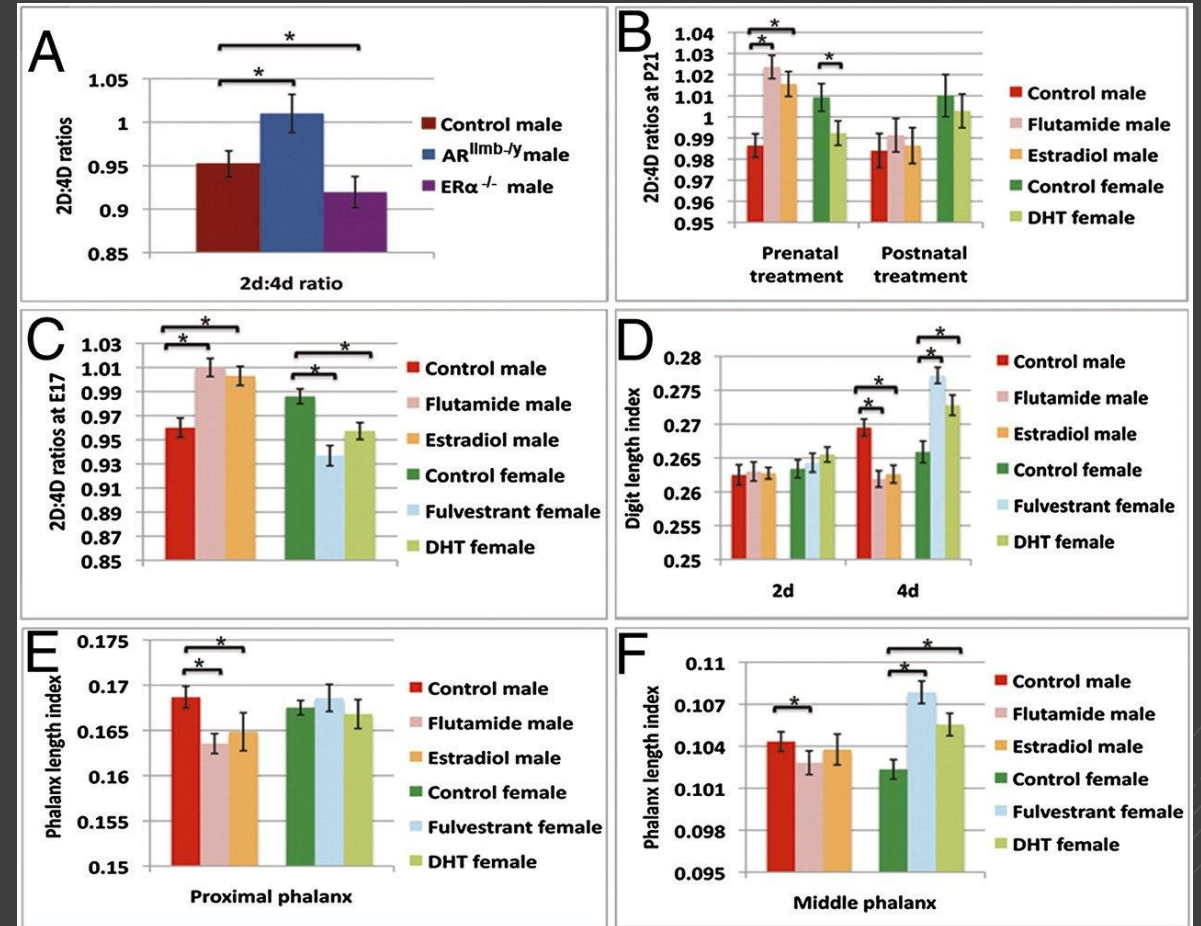 A
*
*
2D:4D ratios
1.05
1
0.95
0.9
0.85
2d:4d ratio
Control male
ARllmb-/y male
ERα -/- male
B
*
*
*
2D:4D ratios at P21
1.04
1.03
1.02
1.01
1
0.99
0.98
0.97
0.96
0.95
Prenatal
treatment
Postnatal
treatment
Control male
Flutamide male
Estradiol male
Control female
DHT female
C
*
*
*
*
2D:4D ratios at E17
1.03
1.01
0.99
0.97
0.95
0.93
0.91
0.89
0.87
0.85
Control male
Flutamide male
Estradiol male
Control female
Fulvestrant female
DHT female
D
*
*
*
*
Digit length index
0.28
0.275
0.27
0.265
0.26
0.255
0.25
2d
4d
Control male
Flutamide male
Estradiol male
Control female
Fulvestrant female
DHT female
E
*
*
Phalanx length index
0.175
0.17
0.165
0.16
0.155
0.15
Proximal phalanx
Control male
Flutamide male
Estradiol male
Control female
Fulvestrant female
DHT female
F
*
*
*
Phalanx length index
0.11
0.107
0.104
0.101
0.098
0.095
Middle phalanx
Control male
Flutamide male
Estradiol male
Control female
Fulvestrant female
DHT female